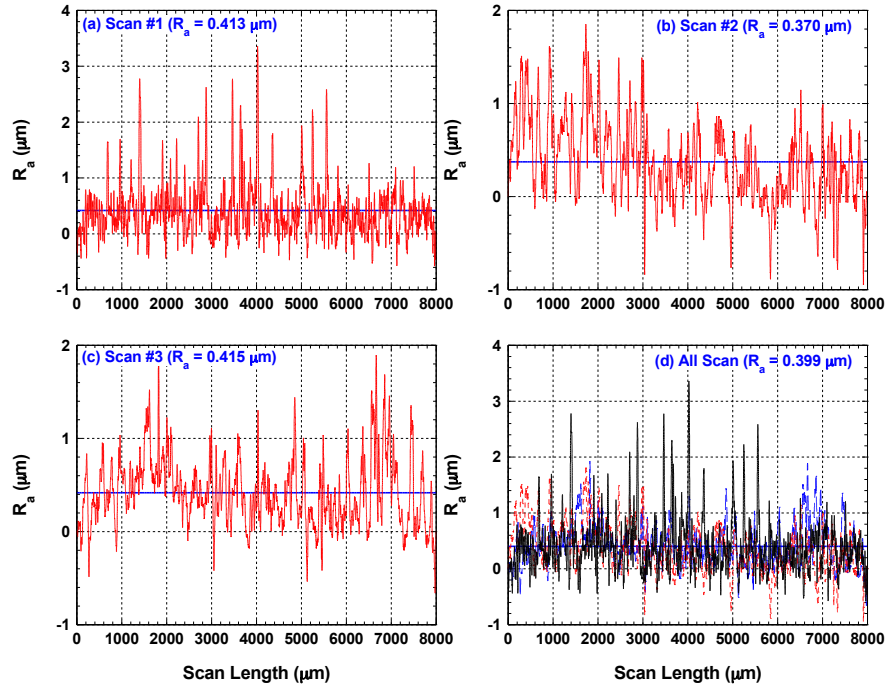 (a) Scan #1 (Rₐ = 0.413 μm)
Rₐ (μm)
5
4
3
2
1
0
-1
0 1000 2000 3000 4000 5000 6000 7000 8000
(b) Scan #2 (Rₐ = 0.370 μm)
Rₐ (μm)
2
1
0
-1
0 1000 2000 3000 4000 5000 6000 7000 8000
(c) Scan #3 (Rₐ = 0.415 μm)
Rₐ (μm)
2
1
0
-1
0 1000 2000 3000 4000 5000 6000 7000 8000
Scan Length (μm)
(d) All Scan (Rₐ = 0.399 μm)
Rₐ (μm)
4
3
2
1
0
-1
0 1000 2000 3000 4000 5000 6000 7000 8000
Scan Length (μm)